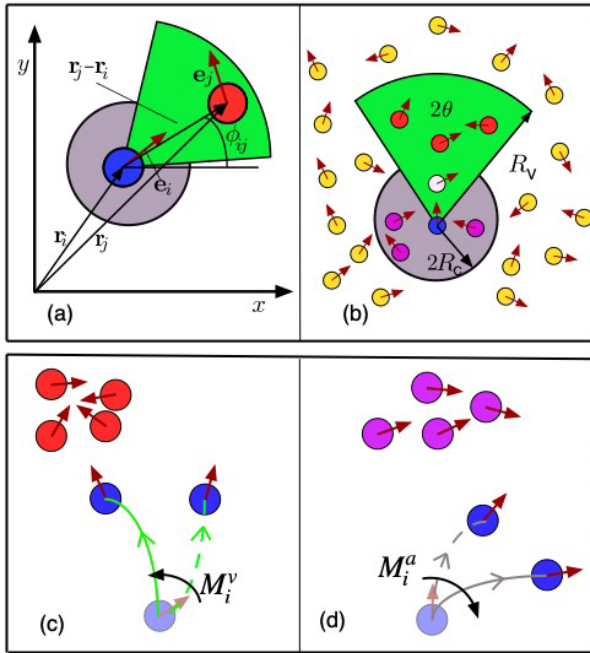 y
r_j–r_i
e_j
ϕ_ij
e_i
r_i
r_j
x
(a)
2θ
R_V
2R_C
(b)
M_i^v
(c)
M_i^a
(d)